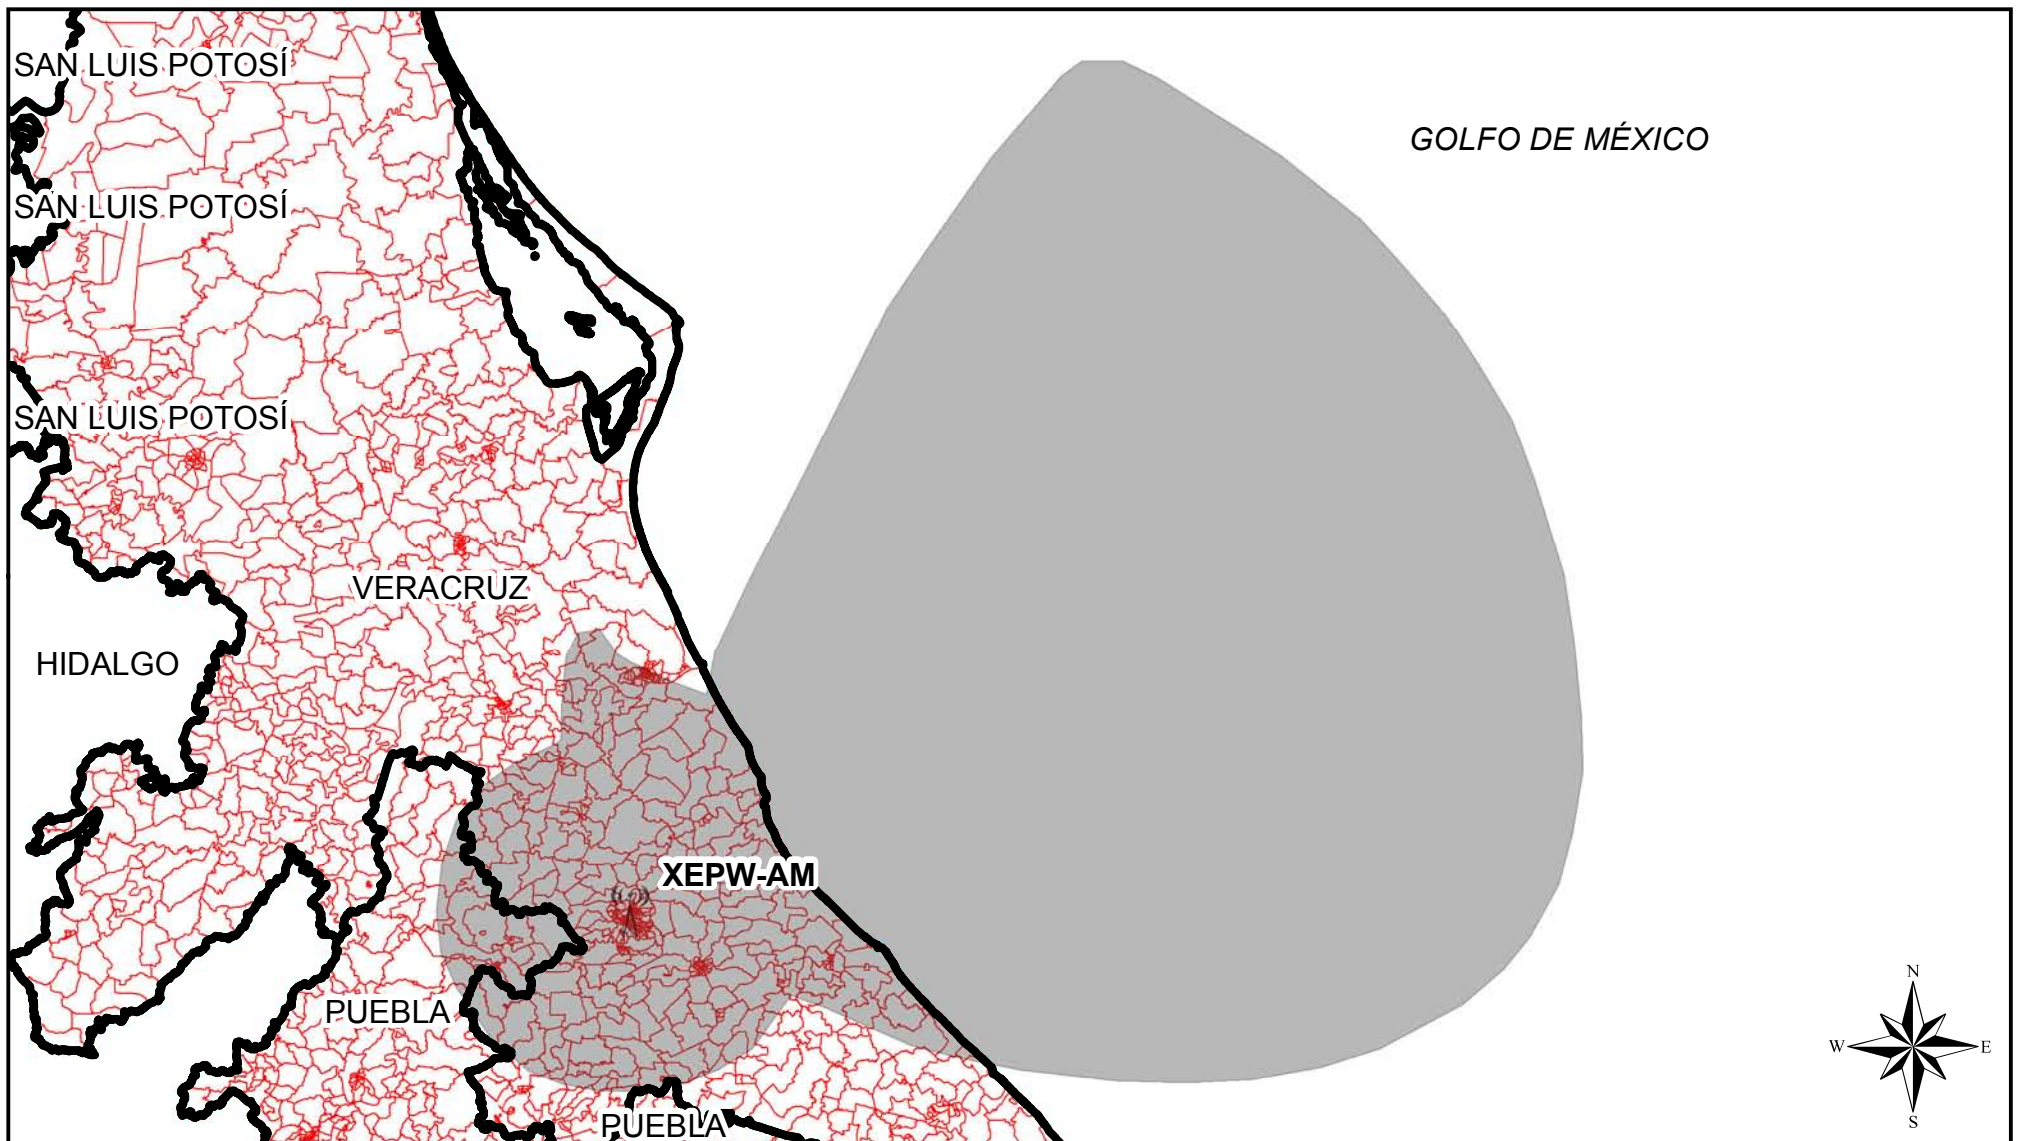 SAN LUIS POTOSÍ
GOLFO DE MÉXICO
SAN LUIS POTOSÍ
SAN LUIS POTOSÍ
VERACRUZ
HIDALGO
XEPW-AM
PUEBLA
N
W
E
S
PUEBLA